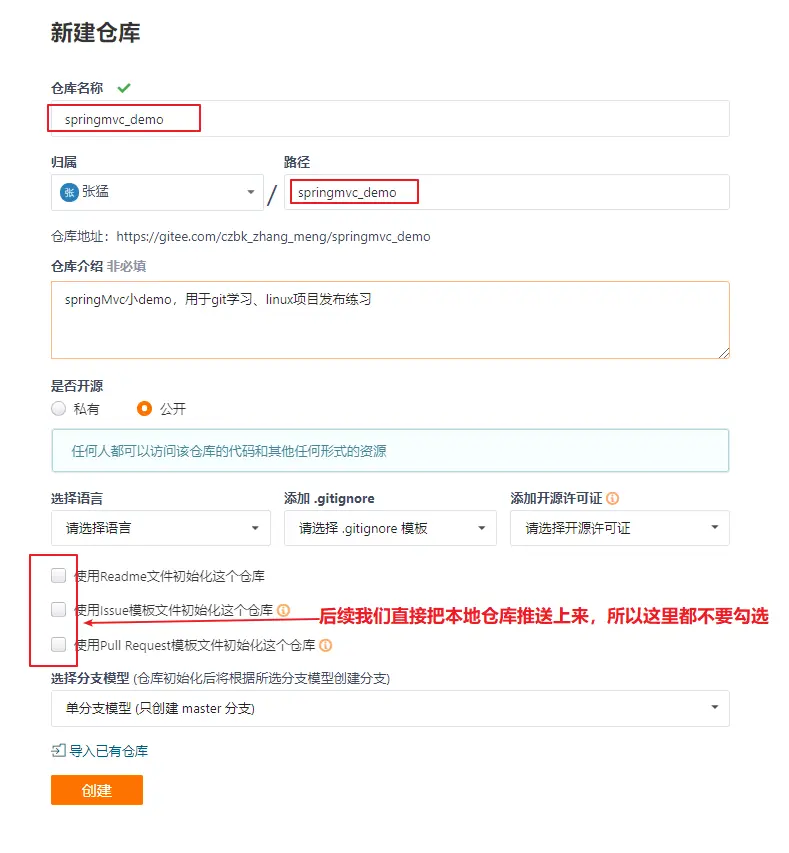 新建仓库
仓库名称
springmvc_demo
归属
路径
张 张猛
/
springmvc_demo
仓库地址：https://gitee.com/czbk_zhang_meng/springmvc_demo
仓库介绍 非必填
springMvc小demo，用于git学习、linux项目发布练习
是否开源
私有
公开
任何人都可以访问该仓库的代码和其他任何形式的资源
选择语言
添加 .gitignore
添加开源许可证
请选择语言
请选择 .gitignore 模板
请选择开源许可证
使用Readme文件初始化这个仓库
使用Issue模板文件初始化这个仓库
后续我们直接把本地仓库推送上来，所以这里都不要勾选
使用Pull Request模板文件初始化这个仓库
选择分支模型 (仓库初始化后将根据所选分支模型创建分支)
单分支模型 (只创建 master 分支)
导入已有仓库
创建